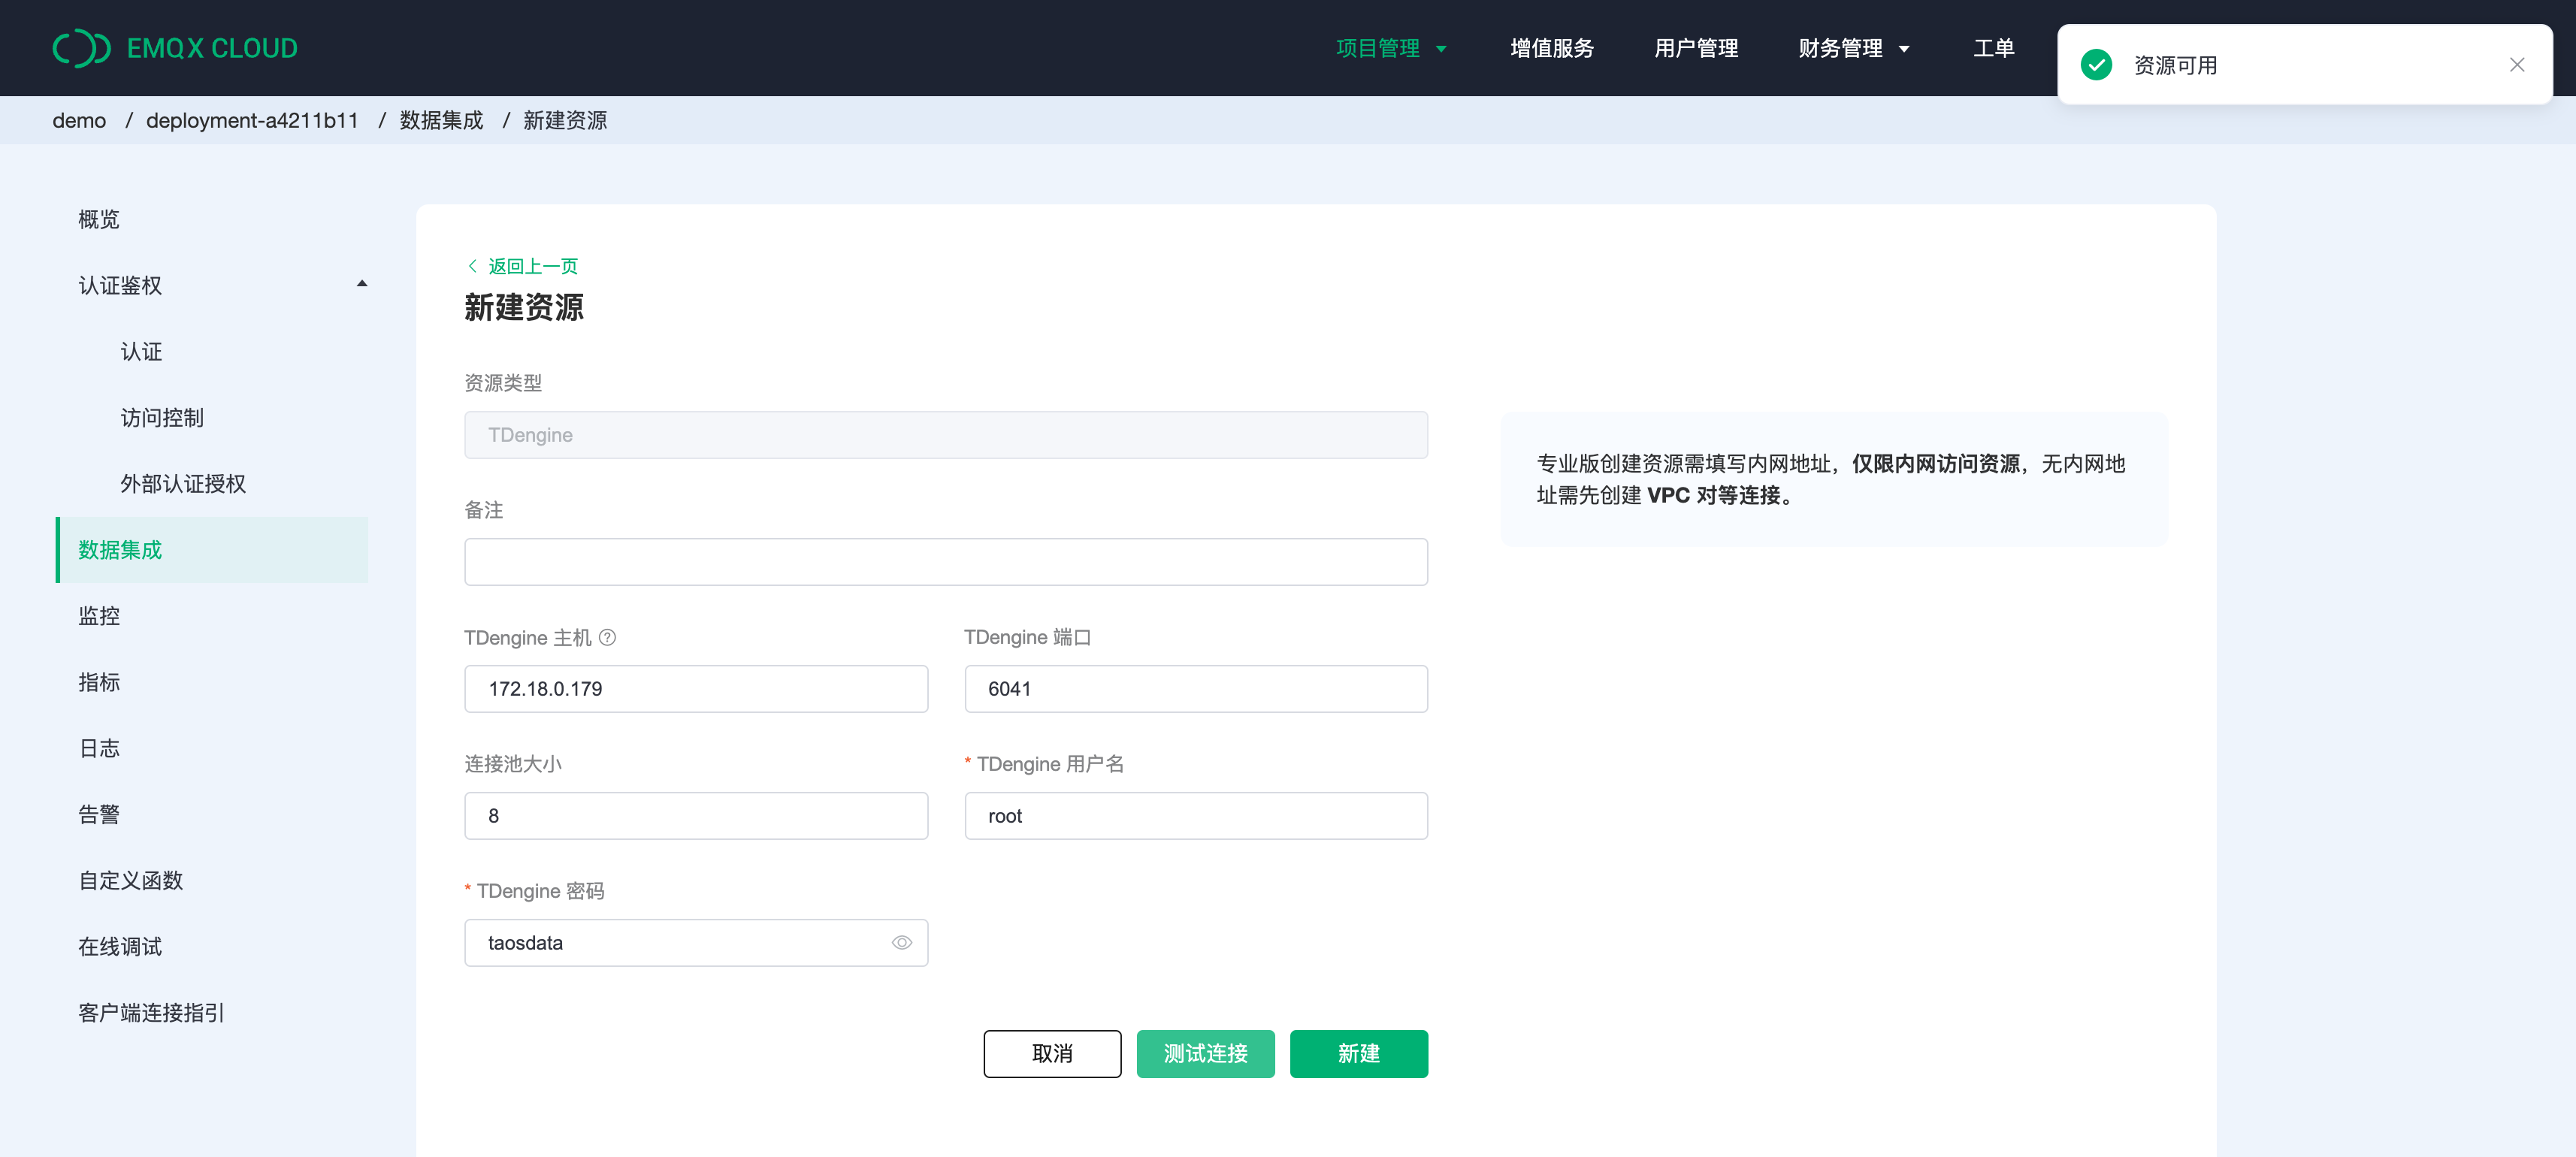 EMQX CLOUD
项目管理
增值服务
用户管理
财务管理
工单
资源可用
demo / deployment-a4211b11 / 数据集成 / 新建资源
概览
认证鉴权
认证
访问控制
外部认证授权
数据集成
监控
指标
日志
告警
自定义函数
在线调试
客户端连接指引
返回上一页
新建资源
资源类型
TDengine
备注
TDengine 主机
TDengine 端口
172.18.0.179
6041
连接池大小
* TDengine 用户名
8
root
* TDengine 密码
taosdata
取消
测试连接
新建
专业版创建资源需填写内网地址，仅限内网访问资源，无内网地
址需先创建 VPC 对等连接。